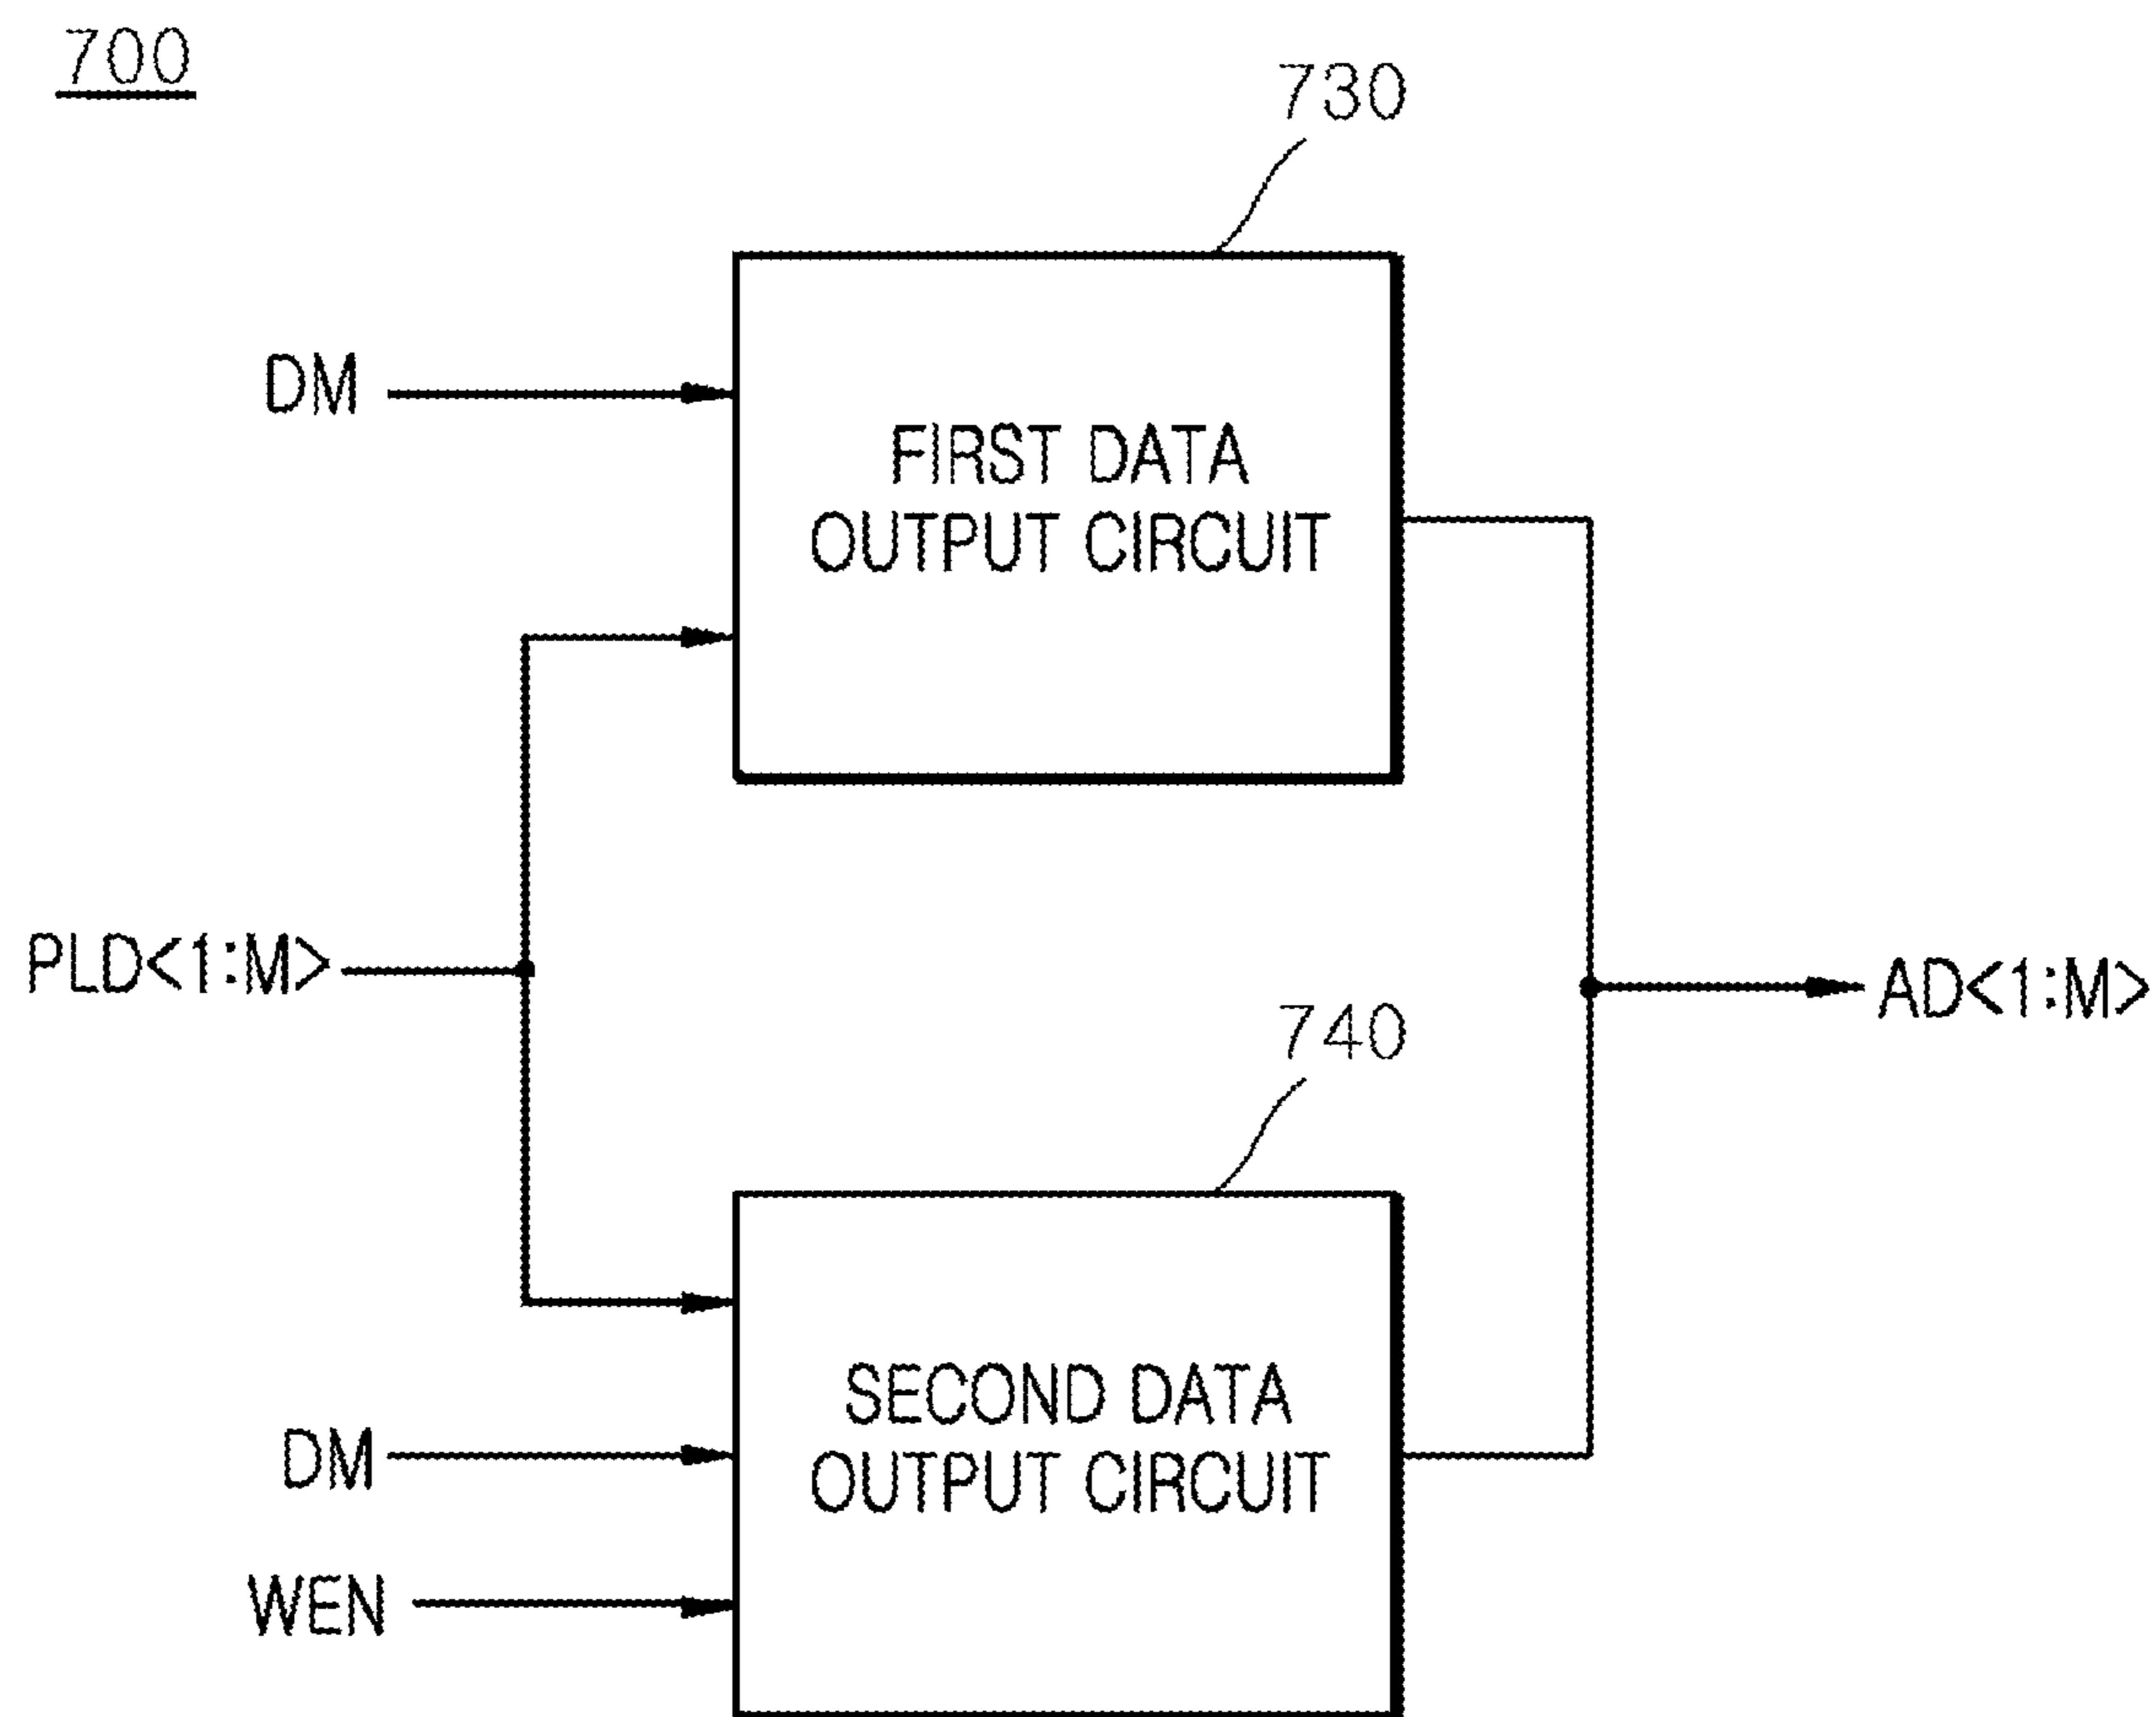 700
730
DM
FIRST DATA
OUTPUT CIRCUIT
PLD<1:M>
AD<1:M>
740
SECOND DATA
OUTPUT CIRCUIT
DM
WEN